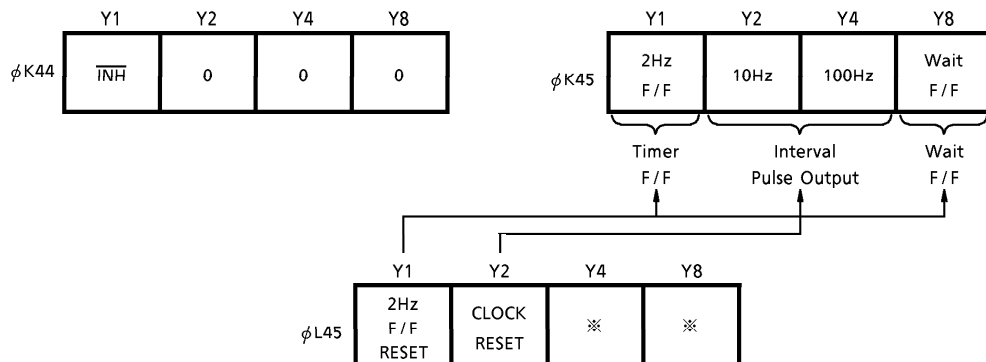 Y1 Y2 Y4 Y8
ϕK44 I̅N̅H̅ 0 0 0
Y1 Y2 Y4 Y8
ϕK45 2Hz F/F 10Hz 100Hz Wait F/F
Timer F/F Interval Pulse Output Wait F/F
Y1 Y2 Y4 Y8
ϕL45 2Hz F/F RESET CLOCK RESET ※ ※